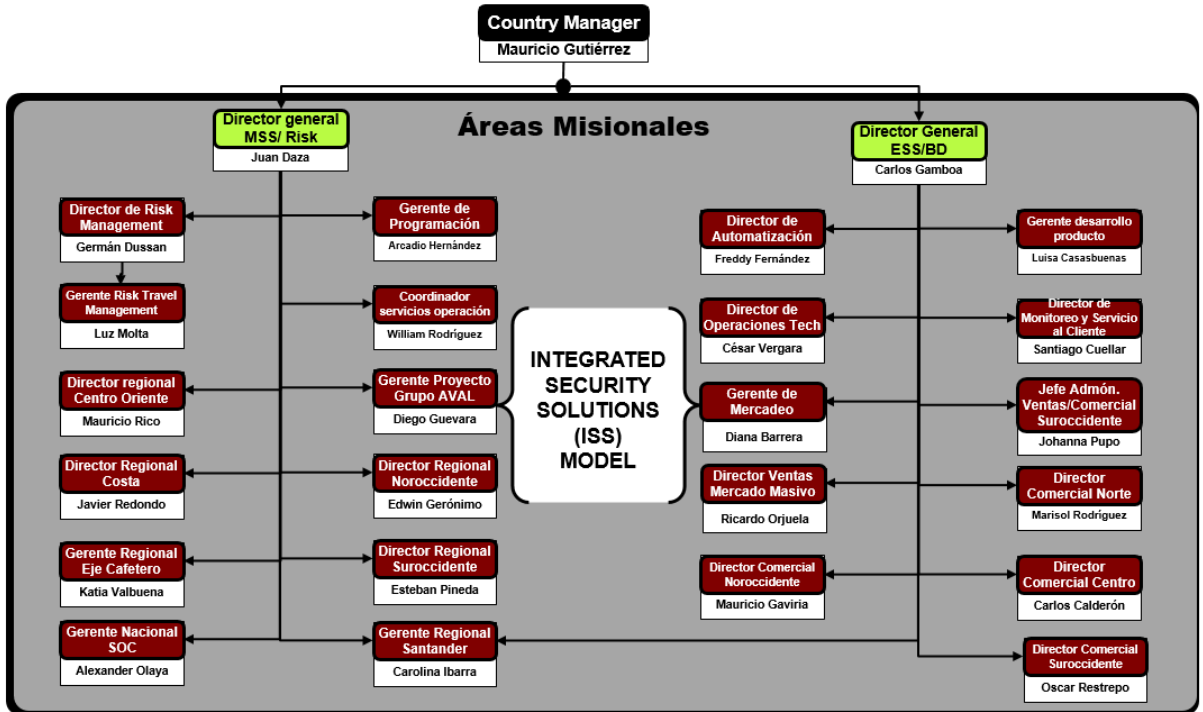 Country Manager
Mauricio Gutiérrez
Áreas Misionales
Director general
MSS/ Risk
Juan Daza
Director General
ESS/BD
Carlos Gamboa
Director de Risk
Management
Germán Dussan
Gerente de
Programación
Arcadio Hernández
Director de
Automatización
Freddy Fernández
Gerente desarrollo
producto
Luisa Casasbuenas
Gerente Risk Travel
Management
Luz Molta
Coordinador
servicios operación
William Rodríguez
Director de
Operaciones Tech
César Vergara
Director de
Monitoreo y Servicio
al Cliente
Santiago Cuellar
INTEGRATED
SECURITY
SOLUTIONS
(ISS)
MODEL
Director regional
Centro Oriente
Mauricio Rico
Gerente Proyecto
Grupo AVAL
Diego Guevara
Gerente de
Mercadeo
Diana Barrera
Jefe Admón.
Ventas/Comercial
Suroccidente
Johanna Pupo
Director Regional
Costa
Javier Redondo
Director Regional
Noroccidente
Edwin Gerónimo
Director Ventas
Mercado Masivo
Ricardo Orjuela
Director
Comercial Norte
Marisol Rodríguez
Gerente Regional
Eje Cafetero
Katia Valbuena
Director Regional
Suroccidente
Esteban Pineda
Director Comercial
Noroccidente
Mauricio Gaviria
Director
Comercial Centro
Carlos Calderón
Gerente Nacional
SOC
Alexander Olaya
Gerente Regional
Santander
Carolina Ibarra
Director Comercial
Suroccidente
Oscar Restrepo